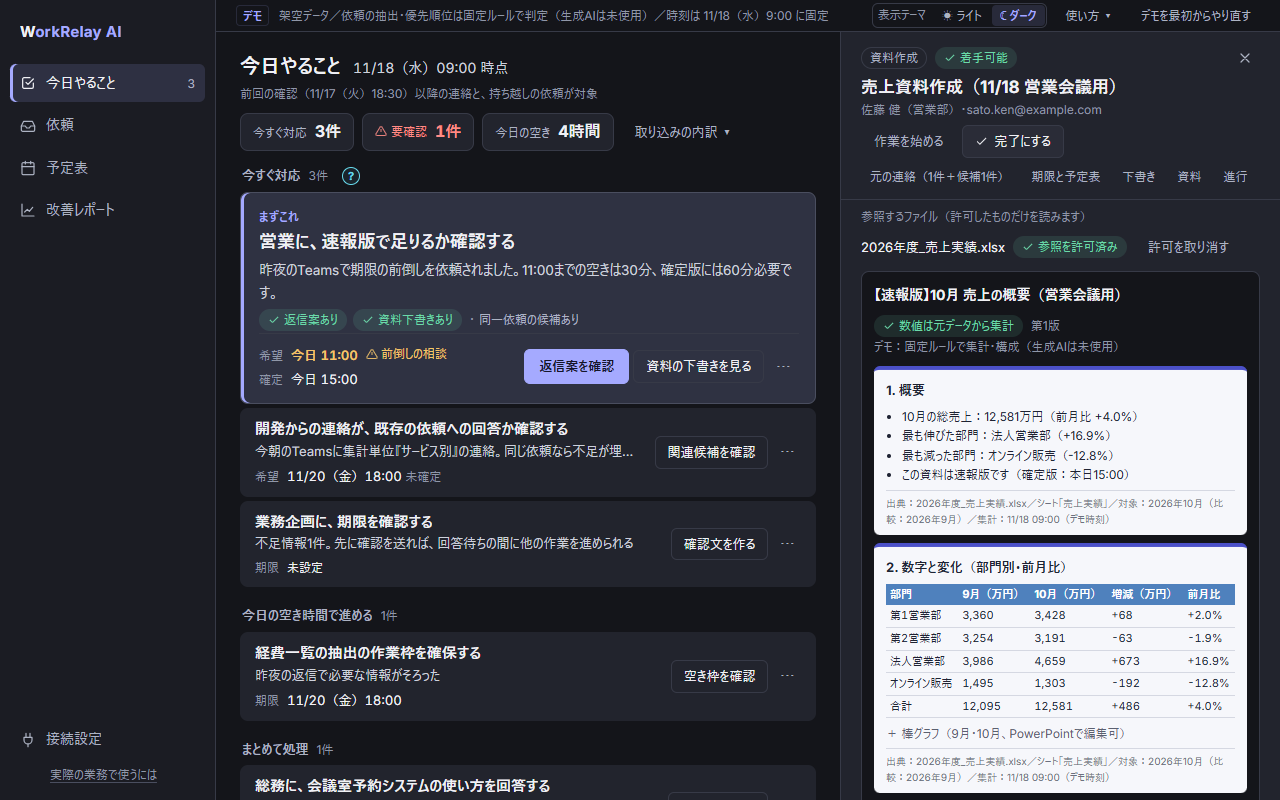 WorkRelay AI
今日やること 3
依頼
予定表
改善レポート
接続設定
実際の業務で使うには
デモ 架空データ/依頼の抽出・優先順位は固定ルールで判定（生成AIは未使用）/時刻は 11/18（水）9:00 に固定
表示テーマ ライト ダーク 使い方 ▾ デモを最初からやり直す
今日やること 11/18（水）09:00 時点
前回の確認（11/17（火）18:30）以降の連絡と、持ち越しの依頼が対象
今すぐ対応 3件 要確認 1件 今日の空き 4時間 取り込みの内訳 ▾
今すぐ対応 3件 ?
まずこれ
営業に、速報版で足りるか確認する
昨夜のTeamsで期限の前倒しを依頼されました。11:00までの空きは30分、確定版には60分必要で
す。
✓ 返信案あり ✓ 資料下書きあり ・ 同一依頼の候補あり
希望 今日 11:00 ⚠ 前倒しの相談
確定 今日 15:00
返信案を確認 資料の下書きを見る …
開発からの連絡が、既存の依頼への回答か確認する
今朝のTeamsに集計単位『サービス別』の連絡。同じ依頼なら不足が埋…
希望 11/20（金）18:00 未確定
関連候補を確認 …
業務企画に、期限を確認する
不足情報1件。先に確認を送れば、回答待ちの間に他の作業を進められる
期限 未設定
確認文を作る …
今日の空き時間で進める 1件
経費一覧の抽出の作業枠を確保する
昨夜の返信で必要な情報がそろった
期限 11/20（金）18:00
空き枠を確認 …
まとめて処理 1件
総務に、会議室予約システムの使い方を回答する
資料作成 ✓ 着手可能 ×
売上資料作成（11/18 営業会議用）
佐藤 健（営業部）・sato.ken@example.com
作業を始める ✓ 完了にする
元の連絡（1件＋候補1件） 期限と予定表 下書き 資料 進行
参照するファイル（許可したものだけを読みます）
2026年度_売上実績.xlsx ✓ 参照を許可済み 許可を取り消す
【速報版】10月 売上の概要（営業会議用）
✓ 数値は元データから集計 第1版
デモ：固定ルールで集計・構成（生成AIは未使用）
1. 概要
• 10月の総売上：12,581万円（前月比 +4.0%）
• 最も伸びた部門：法人営業部（+16.9%）
• 最も減った部門：オンライン販売（-12.8%）
• この資料は速報版です（確定版：本日15:00）
出典：2026年度_売上実績.xlsx/シート「売上実績」/対象：2026年10月（比
較：2026年9月）/集計：11/18 09:00（デモ時刻）
2. 数字と変化（部門別・前月比）
部門 9月（万円） 10月（万円） 増減（万円） 前月比
第1営業部 3,360 3,428 +68 +2.0%
第2営業部 3,254 3,191 -63 -1.9%
法人営業部 3,986 4,659 +673 +16.9%
オンライン販売 1,495 1,303 -192 -12.8%
合計 12,095 12,581 +486 +4.0%
＋ 棒グラフ（9月・10月、PowerPointで編集可）
出典：2026年度_売上実績.xlsx/シート「売上実績」/対象：2026年10月（比
較：2026年9月）/集計：11/18 09:00（デモ時刻）